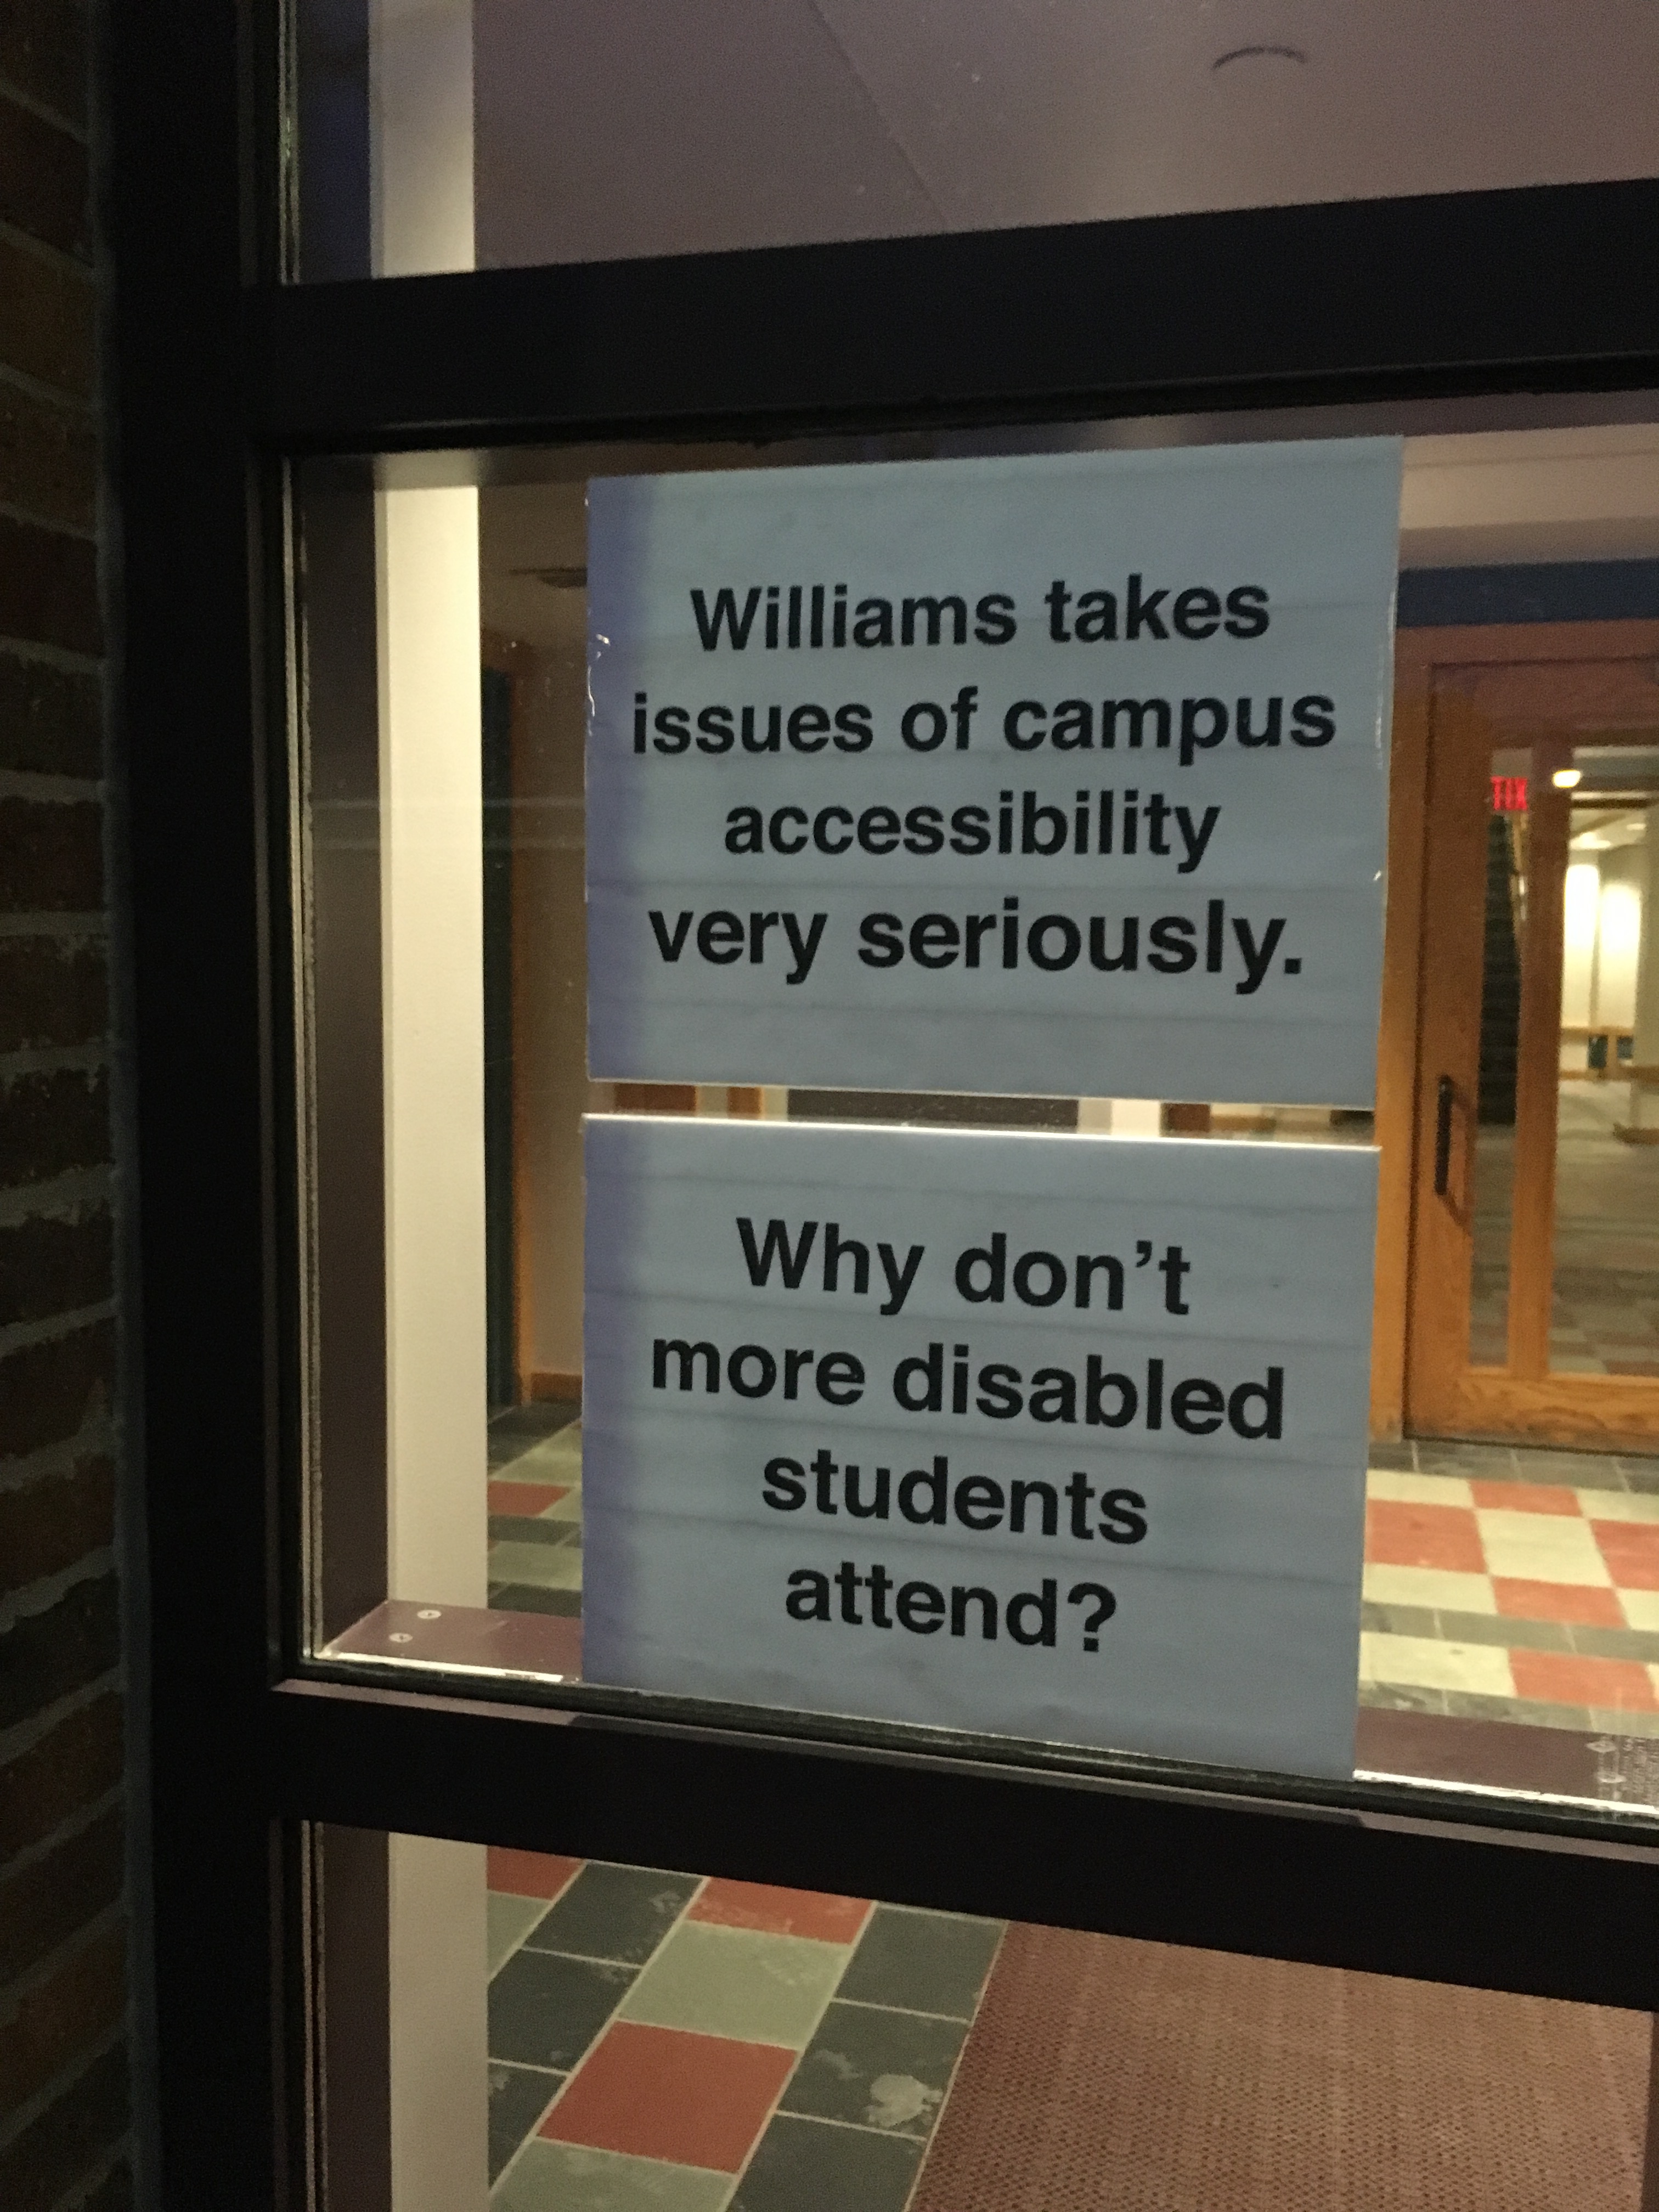 Williams takes
issues of campus
accessibility
very seriously.
Why don't
more disabled
students
attend?